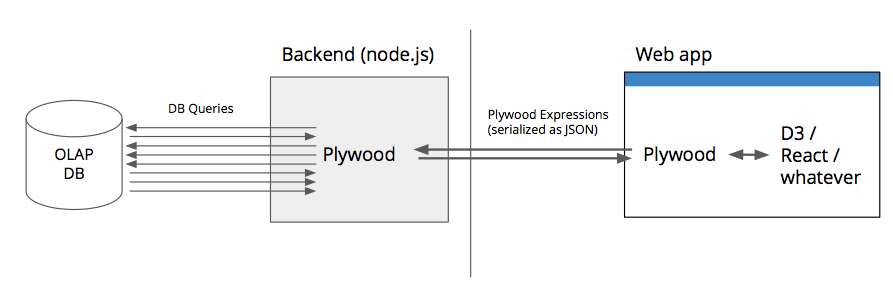 Backend (node.js)
Web app
DB Queries
Plywood Expressions
(serialized as JSON)
OLAP
DB
Plywood
Plywood
D3 /
React /
whatever